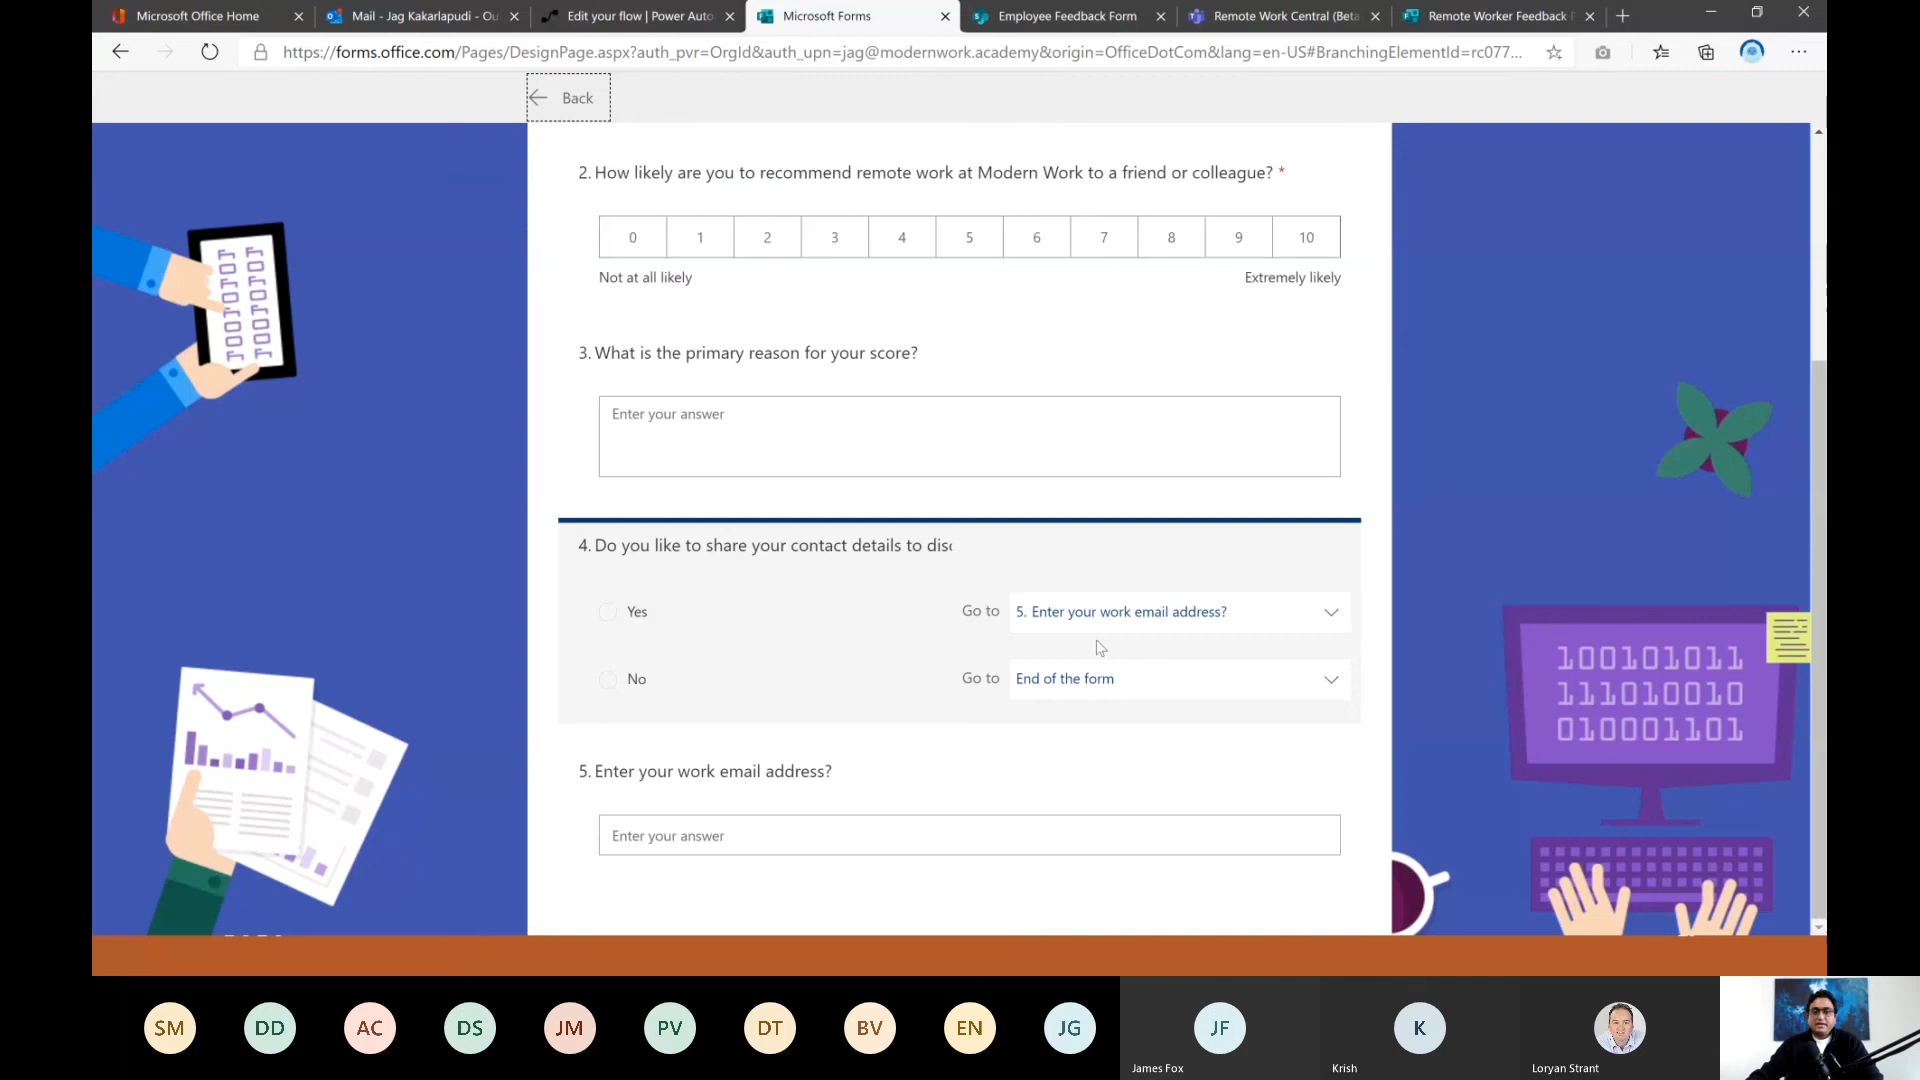 Microsoft Office Home
Mail - Jag Kakarlapudi - Ou
Edit your flow | Power Auto
Microsoft Forms
Employee Feedback Form
Remote Work Central (Beta
Remote Worker Feedback F
https://forms.office.com/Pages/DesignPage.aspx?auth_pvr=OrgId&auth_upn=jag@modernwork.academy&origin=OfficeDotCom&lang=en-US#BranchingElementId=rc077...
Back
2. How likely are you to recommend remote work at Modern Work to a friend or colleague? *
0 1 2 3 4 5 6 7 8 9 10
Not at all likely Extremely likely
3. What is the primary reason for your score?
Enter your answer
4. Do you like to share your contact details to disc
Yes Go to 5. Enter your work email address?
No Go to End of the form
5. Enter your work email address?
Enter your answer
100101011
111010010
010001101
SM DD AC DS JM PV DT BV EN JG JF K
James Fox Krish Loryan Strant